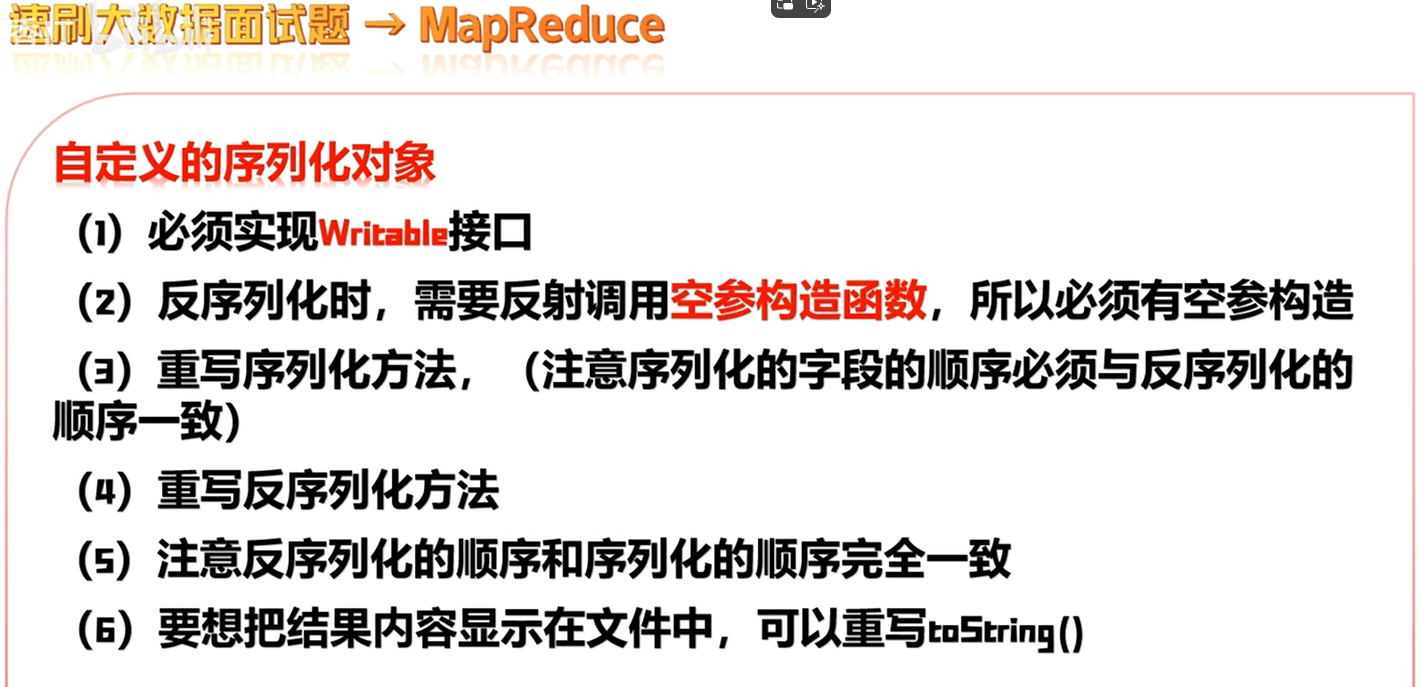 速刷大数据面试题 → MapReduce
自定义的序列化对象
（1）必须实现Writable接口
（2）反序列化时，需要反射调用空参构造函数，所以必须有空参构造
（3）重写序列化方法，（注意序列化的字段的顺序必须与反序列化的
顺序一致）
（4）重写反序列化方法
（5）注意反序列化的顺序和序列化的顺序完全一致
（6）要想把结果内容显示在文件中，可以重写toString()